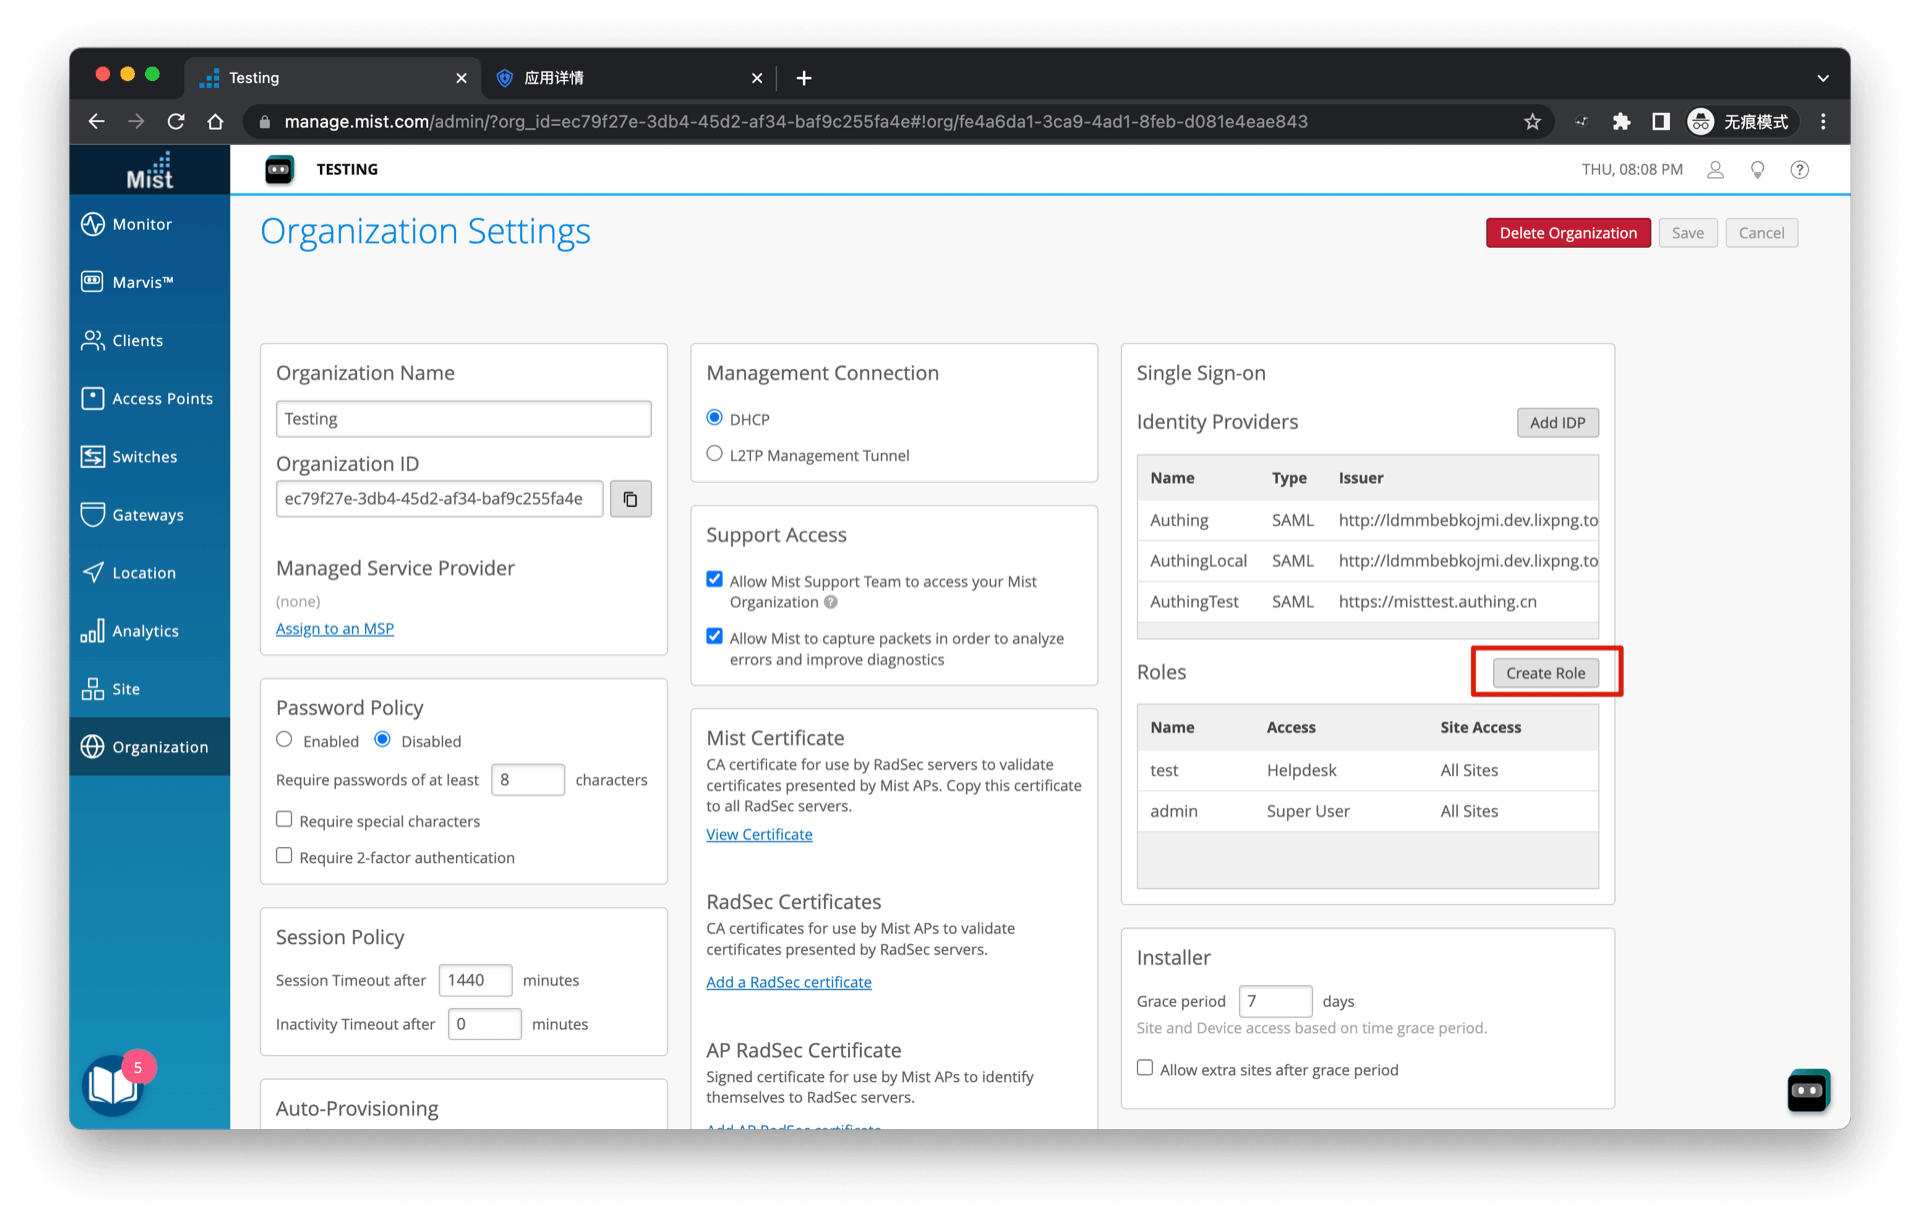 Testing
应用详情
manage.mist.com/admin/?org_id=ec79f27e-3db4-45d2-af34-baf9c255fa4e#!org/fe4a6da1-3ca9-4ad1-8feb-d081e4eae843
无痕模式
Mist
TESTING
THU, 08:08 PM
Monitor
Marvis™
Clients
Access Points
Switches
Gateways
Location
Analytics
Site
Organization
5
Organization Settings
Delete Organization
Save
Cancel
Organization Name
Testing
Organization ID
ec79f27e-3db4-45d2-af34-baf9c255fa4e
Managed Service Provider
(none)
Assign to an MSP
Password Policy
Enabled Disabled
Require passwords of at least 8 characters
Require special characters
Require 2-factor authentication
Session Policy
Session Timeout after 1440 minutes
Inactivity Timeout after 0 minutes
Auto-Provisioning
Management Connection
DHCP
L2TP Management Tunnel
Support Access
Allow Mist Support Team to access your Mist
Organization ?
Allow Mist to capture packets in order to analyze
errors and improve diagnostics
Mist Certificate
CA certificate for use by RadSec servers to validate
certificates presented by Mist APs. Copy this certificate
to all RadSec servers.
View Certificate
RadSec Certificates
CA certificates for use by Mist APs to validate
certificates presented by RadSec servers.
Add a RadSec certificate
AP RadSec Certificate
Signed certificate for use by Mist APs to identify
themselves to RadSec servers.
Add AP RadSec certificate
Single Sign-on
Identity Providers
Add IDP
Name Type Issuer
Authing SAML http://ldmmbebkojmi.dev.lixpng.to
AuthingLocal SAML http://ldmmbebkojmi.dev.lixpng.to
AuthingTest SAML https://misttest.authing.cn
Roles
Create Role
Name Access Site Access
test Helpdesk All Sites
admin Super User All Sites
Installer
Grace period 7 days
Site and Device access based on time grace period.
Allow extra sites after grace period